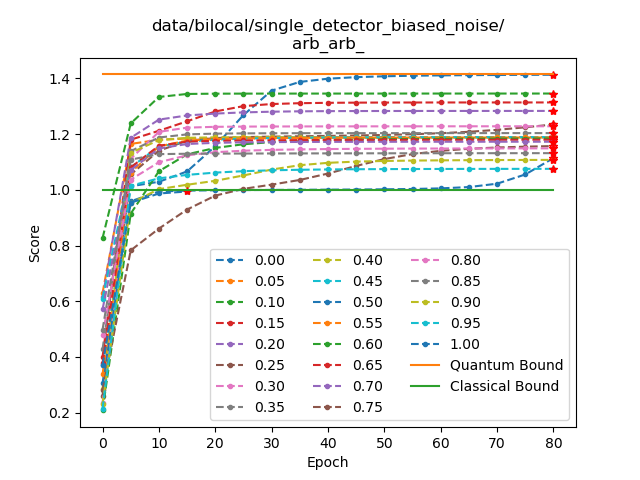 data/bilocal/single_detector_biased_noise/
arb_arb_
Score
1.4
1.2
1.0
0.8
0.6
0.4
0.2
0 10 20 30 40 50 60 70 80
Epoch
0.00 0.40 0.80
0.05 0.45 0.85
0.10 0.50 0.90
0.15 0.55 0.95
0.20 0.60 1.00
0.25 0.65 Quantum Bound
0.30 0.70 Classical Bound
0.35 0.75